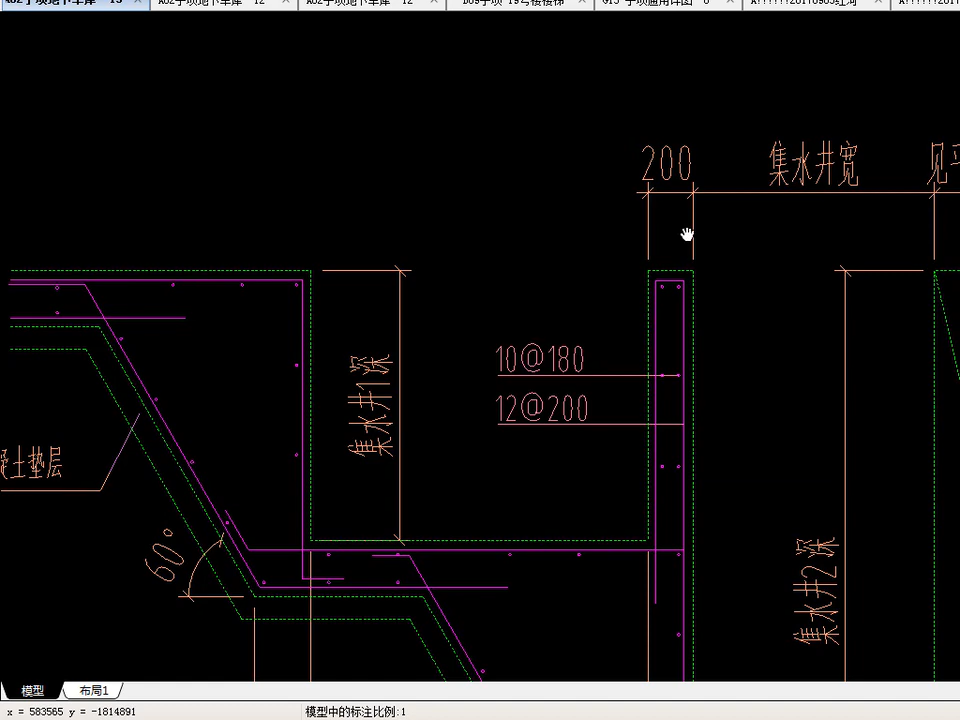 200
集水井宽
见平
10@180
12@200
集水井1深
凝土垫层
60°
集水井2深
模型
布局1
x = 583565 y = -1814891
模型中的标注比例:1